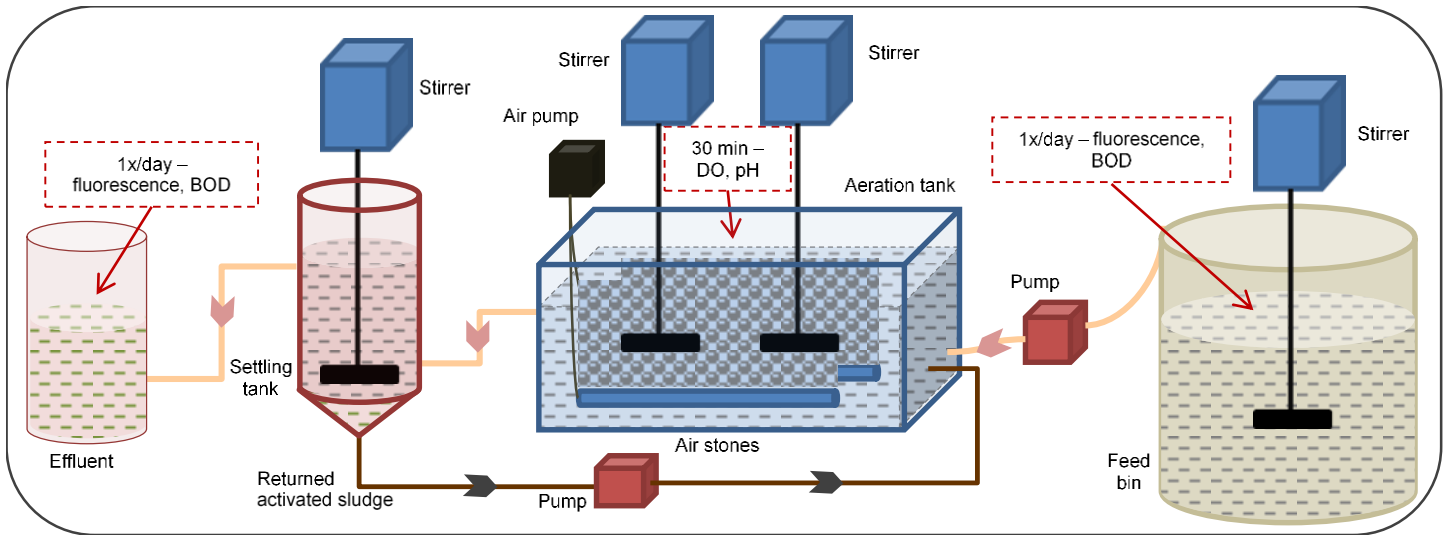 Stirrer
Stirrer
Stirrer
Air pump
1x/day –
fluorescence, BOD
30 min –
DO, pH
1x/day – fluorescence,
BOD
Stirrer
Aeration tank
Pump
Settling
tank
Effluent
Air stones
Returned
activated sludge
Pump
Feed
bin